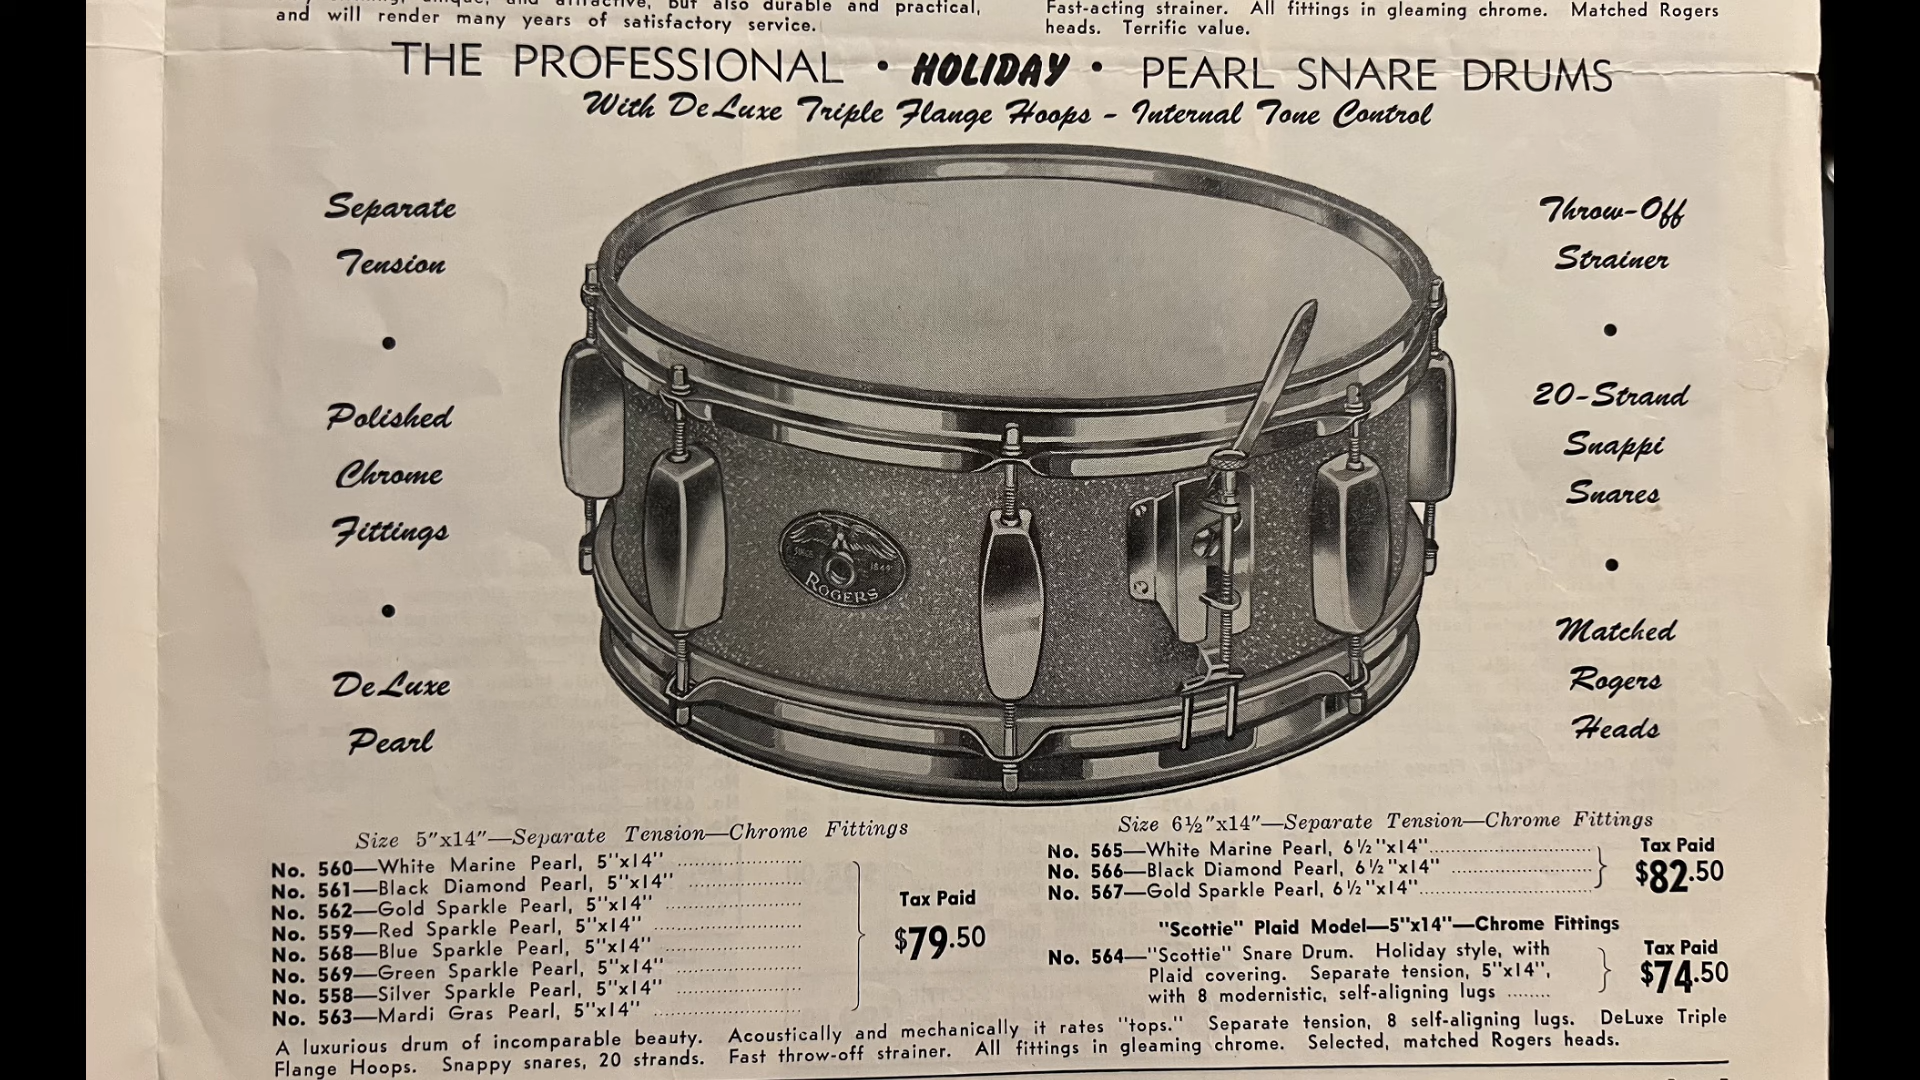 attractive, but also durable and practical,
and will render many years of satisfactory service.
Fast-acting strainer. All fittings in gleaming chrome. Matched Rogers
heads. Terrific value.
THE PROFESSIONAL • HOLIDAY • PEARL SNARE DRUMS
With DeLuxe Triple Flange Hoops - Internal Tone Control
Separate
Tension
•
Polished
Chrome
Fittings
•
DeLuxe
Pearl
SINCE 1849
ROGERS
Throw-Off
Strainer
•
20-Strand
Snappi
Snares
•
Matched
Rogers
Heads
Size 5"x14"—Separate Tension—Chrome Fittings
No. 560—White Marine Pearl, 5"x14"
No. 561—Black Diamond Pearl, 5"x14"
No. 562—Gold Sparkle Pearl, 5"x14"
No. 559—Red Sparkle Pearl, 5"x14"
No. 568—Blue Sparkle Pearl, 5"x14"
No. 569—Green Sparkle Pearl, 5"x14"
No. 558—Silver Sparkle Pearl, 5"x14"
No. 563—Mardi Gras Pearl, 5"x14"
Tax Paid
$79.50
Size 6½"x14"—Separate Tension—Chrome Fittings
No. 565—White Marine Pearl, 6½"x14"
No. 566—Black Diamond Pearl, 6½"x14"
No. 567—Gold Sparkle Pearl, 6½"x14"
Tax Paid
$82.50
"Scottie" Plaid Model—5"x14"—Chrome Fittings
No. 564—"Scottie" Snare Drum. Holiday style, with
Plaid covering. Separate tension, 5"x14",
with 8 modernistic, self-aligning lugs
Tax Paid
$74.50
A luxurious drum of incomparable beauty. Acoustically and mechanically it rates "tops." Separate tension, 8 self-aligning lugs. DeLuxe Triple
Flange Hoops. Snappy snares, 20 strands. Fast throw-off strainer. All fittings in gleaming chrome. Selected, matched Rogers heads.